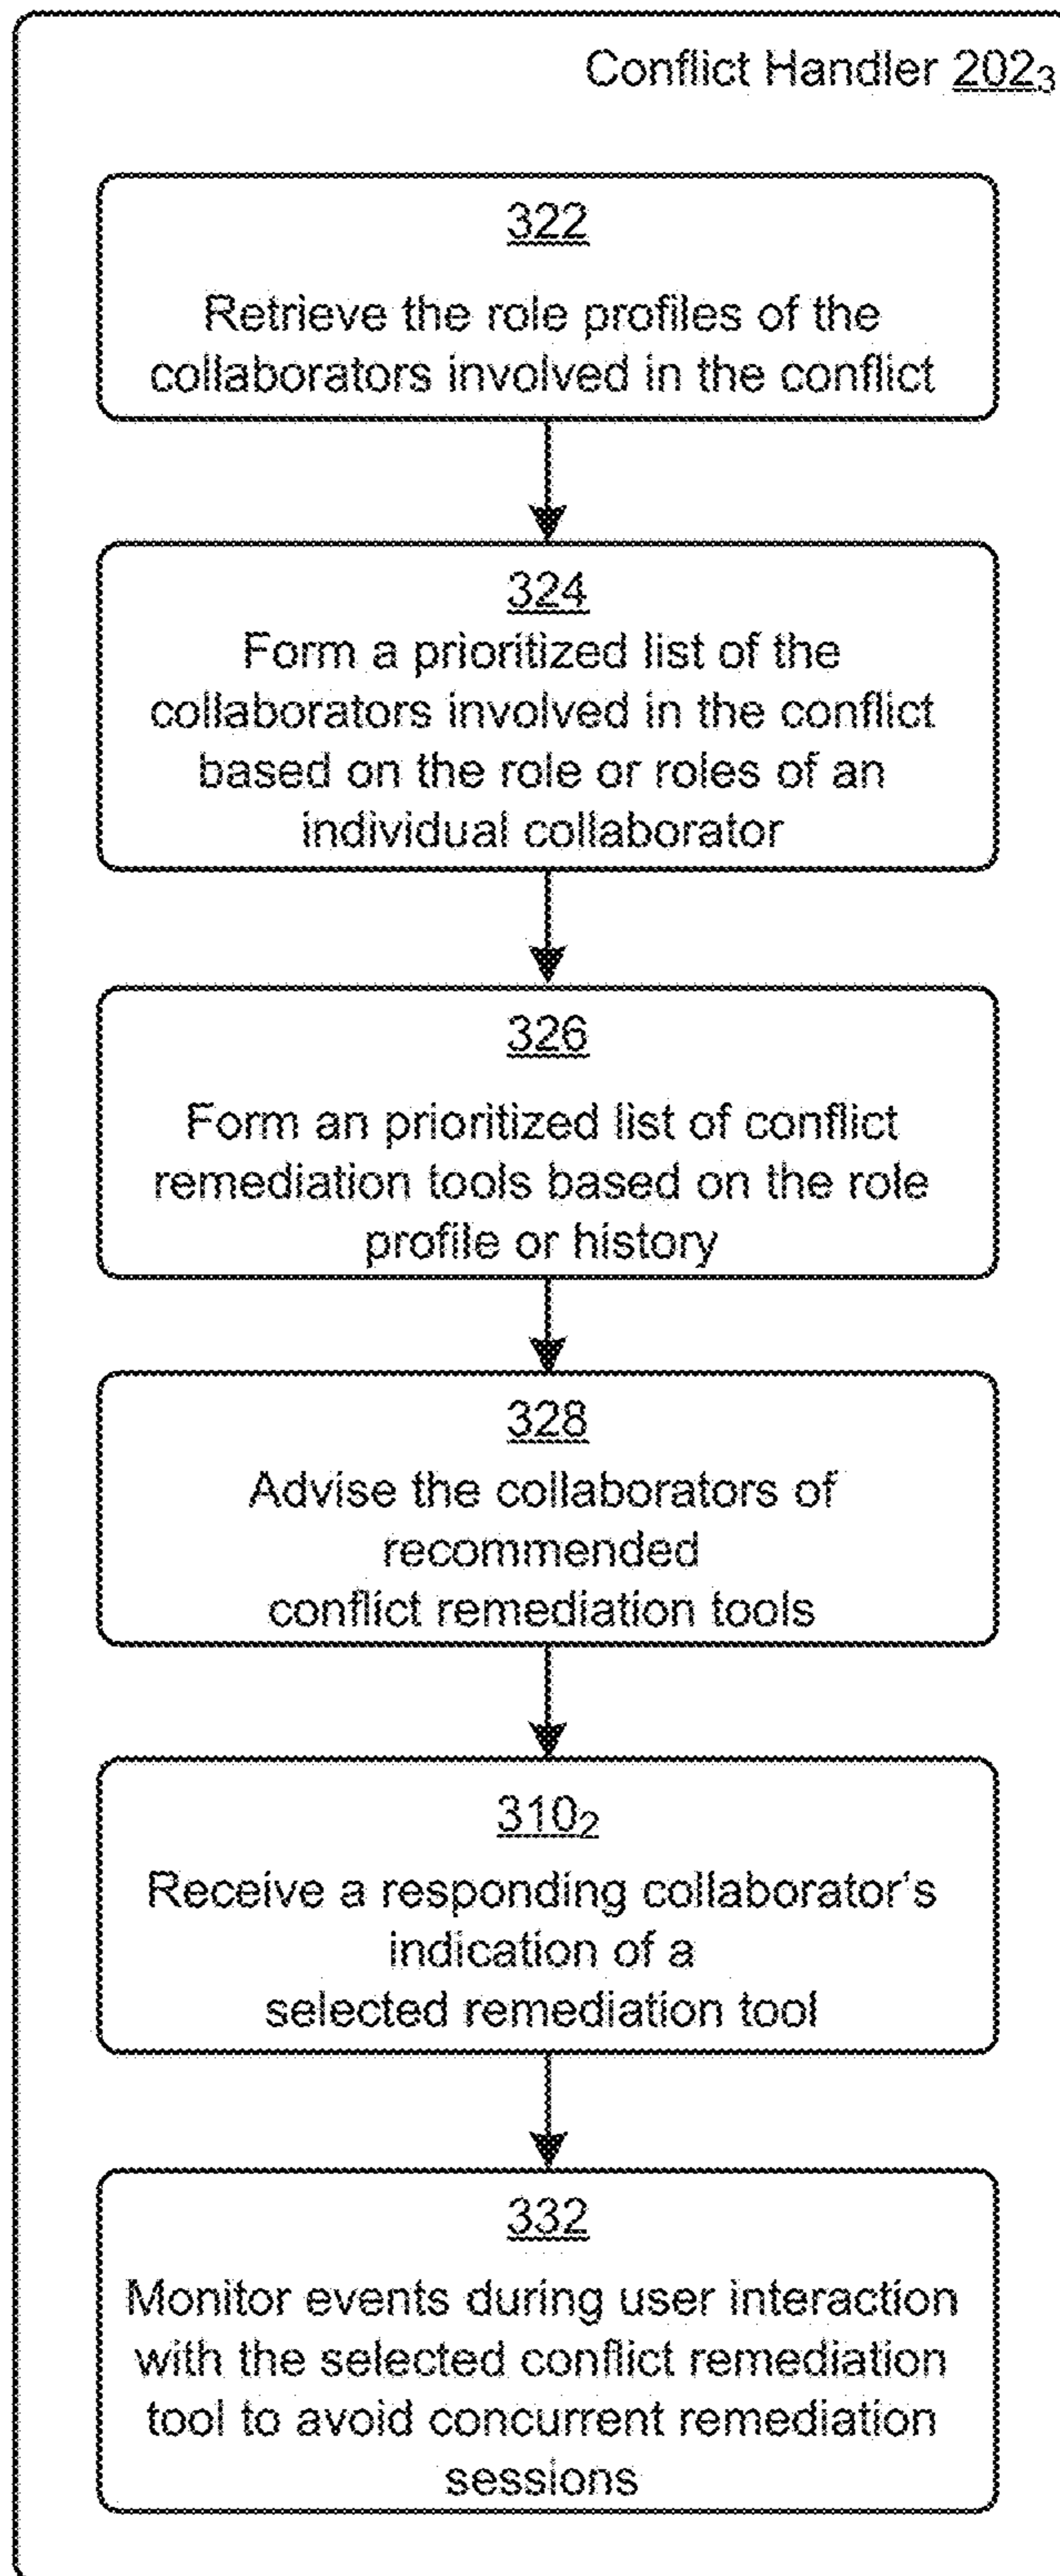 Conflict Handler 202₃
322
Retrieve the role profiles of the
collaborators involved in the conflict
324
Form a prioritized list of the
collaborators involved in the conflict
based on the role or roles of an
individual collaborator
326
Form an prioritized list of conflict
remediation tools based on the role
profile or history
328
Advise the collaborators of
recommended
conflict remediation tools
310₂
Receive a responding collaborator's
indication of a
selected remediation tool
332
Monitor events during user interaction
with the selected conflict remediation
tool to avoid concurrent remediation
sessions